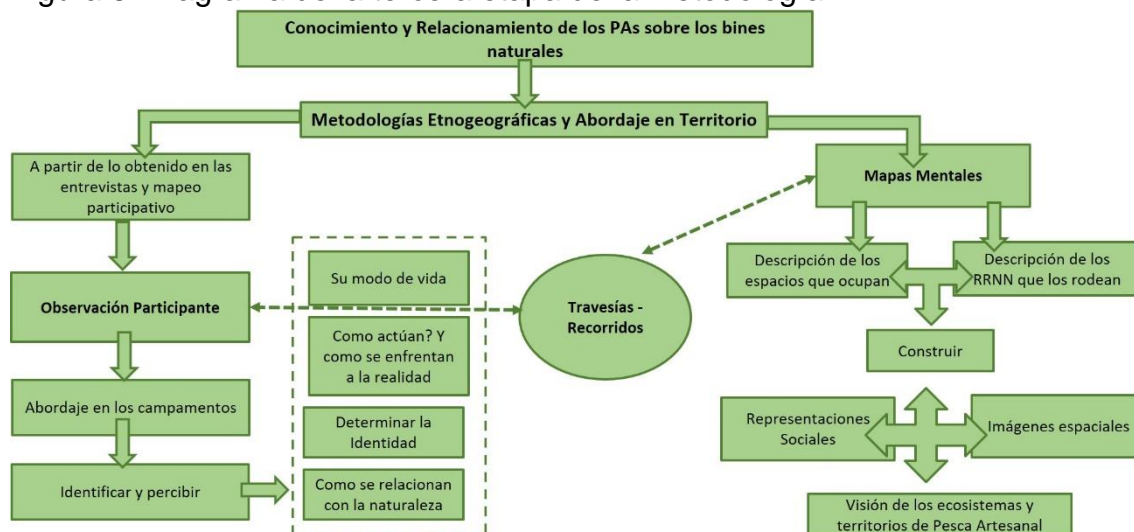 Conocimiento y Relacionamiento de los PAs sobre los bines
naturales
Metodologías Etnogeográficas y Abordaje en Territorio
A partir de lo obtenido en las
entrevistas y mapeo
participativo
Observación Participante
Abordaje en los campamentos
Identificar y percibir
Su modo de vida
Como actúan? Y
como se enfrentan
a la realidad
Determinar la
Identidad
Como se relacionan
con la naturaleza
Travesías -
Recorridos
Mapas Mentales
Descripción de los
espacios que ocupan
Descripción de los
RRNN que los rodean
Construir
Representaciones
Sociales
Imágenes espaciales
Visión de los ecosistemas y
territorios de Pesca Artesanal